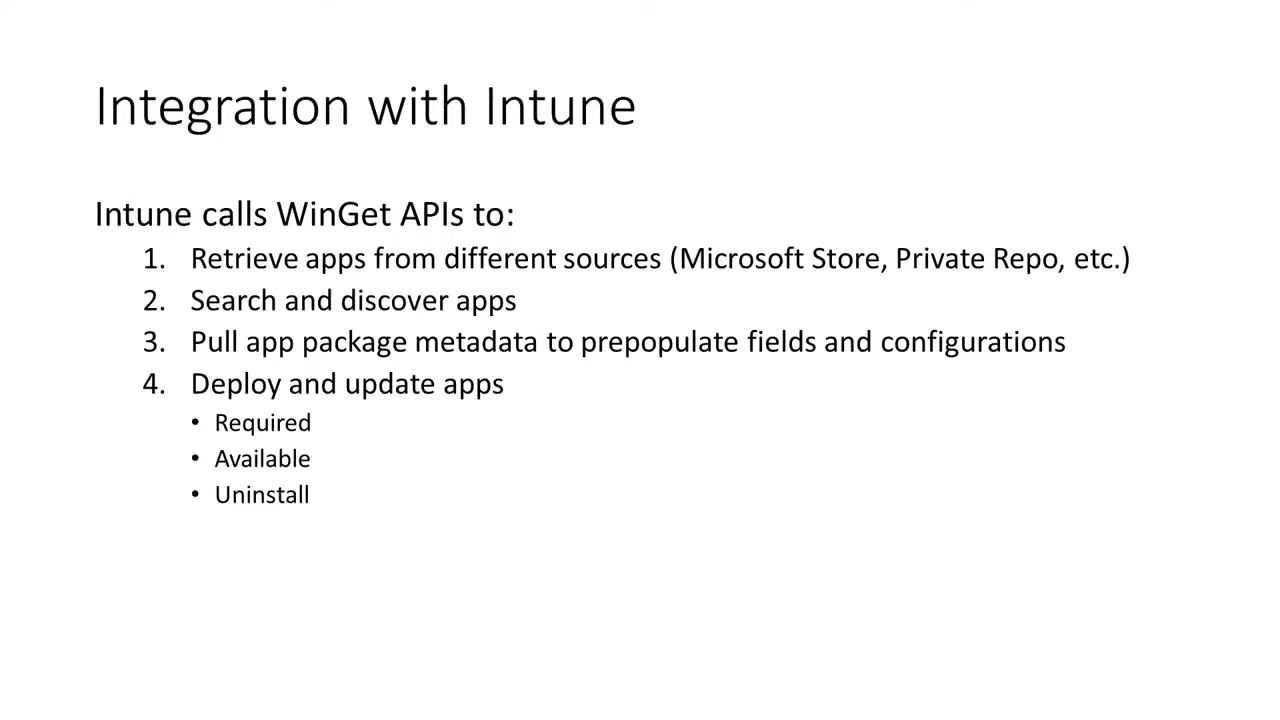 Integration with Intune
Intune calls WinGet APIs to:
1. Retrieve apps from different sources (Microsoft Store, Private Repo, etc.)
2. Search and discover apps
3. Pull app package metadata to prepopulate fields and configurations
4. Deploy and update apps
• Required
• Available
• Uninstall